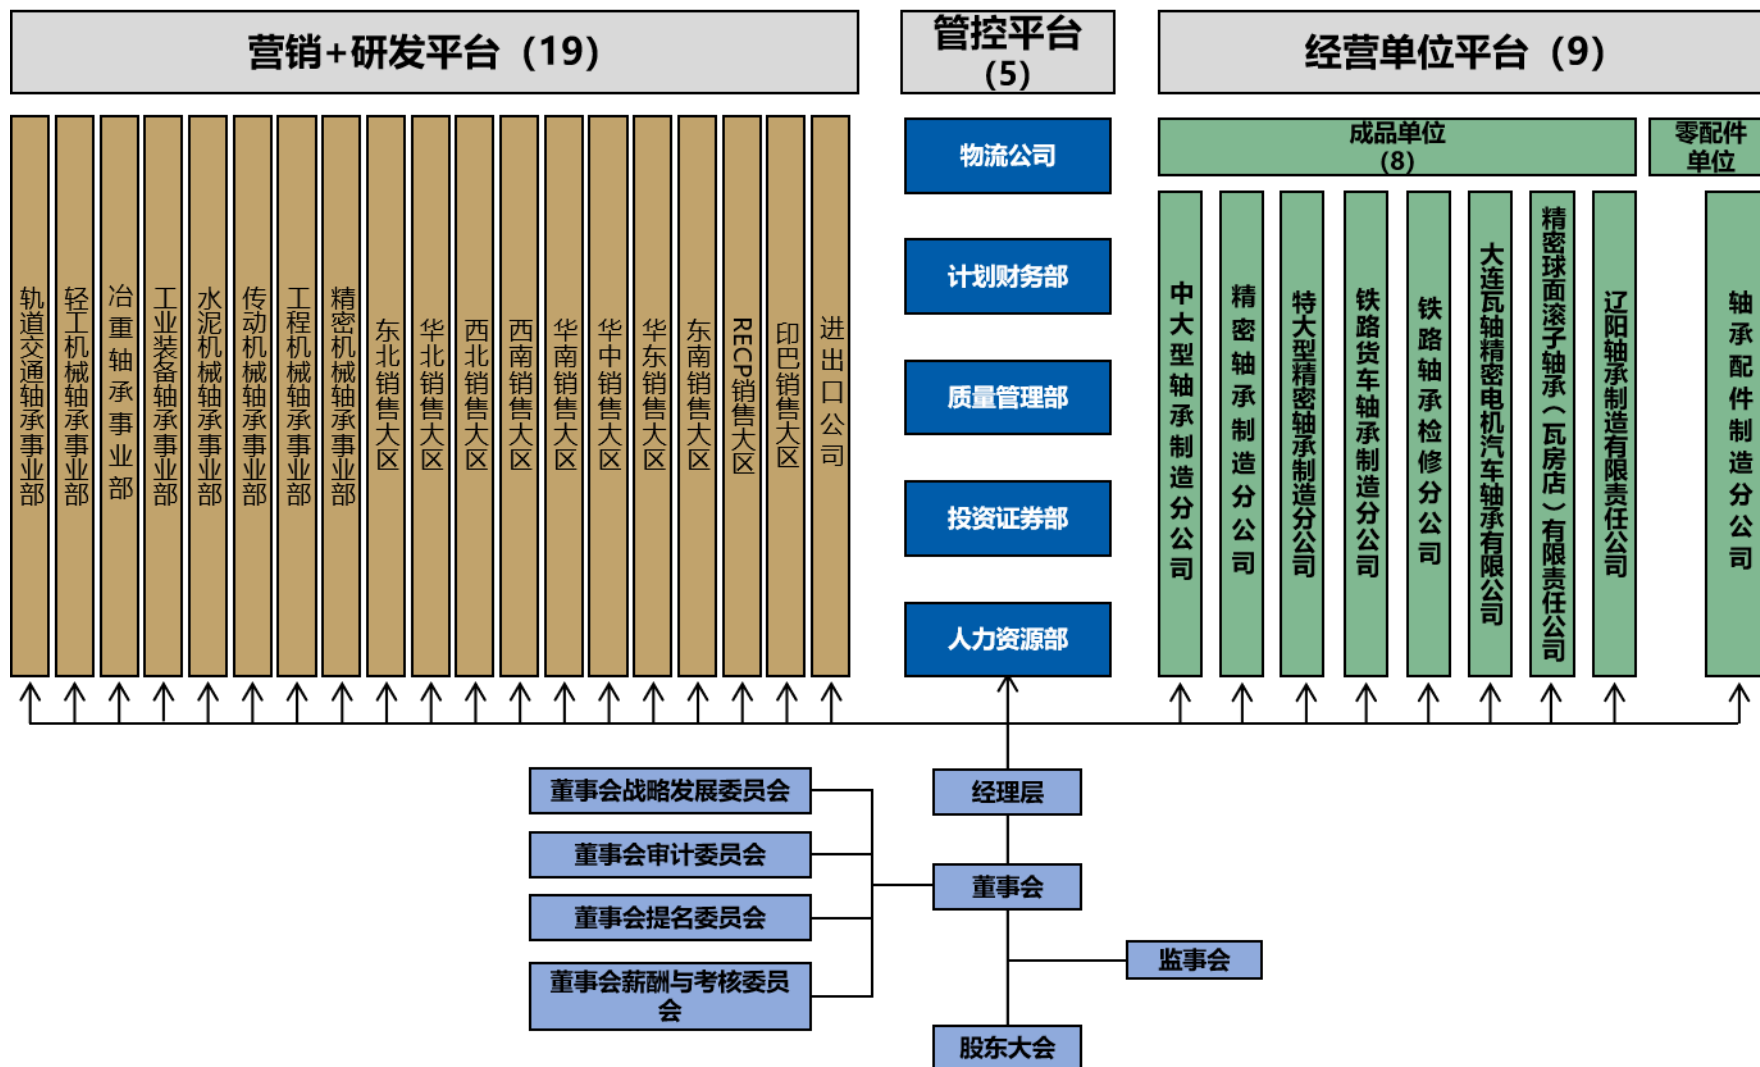 营销+研发平台（19）
管控平台
（5）
经营单位平台（9）
轨道交通轴承事业部
轻工机械轴承事业部
冶重轴承事业部
工业装备轴承事业部
水泥机械轴承事业部
传动机械轴承事业部
工程机械轴承事业部
精密机械轴承事业部
东北销售大区
华北销售大区
西北销售大区
西南销售大区
华南销售大区
华中销售大区
华东销售大区
东南销售大区
RECP销售大区
印巴销售大区
进出口公司
物流公司
计划财务部
质量管理部
投资证券部
人力资源部
成品单位
（8）
零配件
单位
中大型轴承制造分公司
精密轴承制造分公司
特大型精密轴承制造分公司
铁路货车轴承制造分公司
铁路轴承检修分公司
大连瓦轴精密电机汽车轴承有限公司
精密球面滚子轴承（瓦房店）有限责任公司
辽阳轴承制造有限责任公司
轴承配件制造分公司
董事会战略发展委员会
董事会审计委员会
董事会提名委员会
董事会薪酬与考核委员
会
经理层
董事会
监事会
股东大会